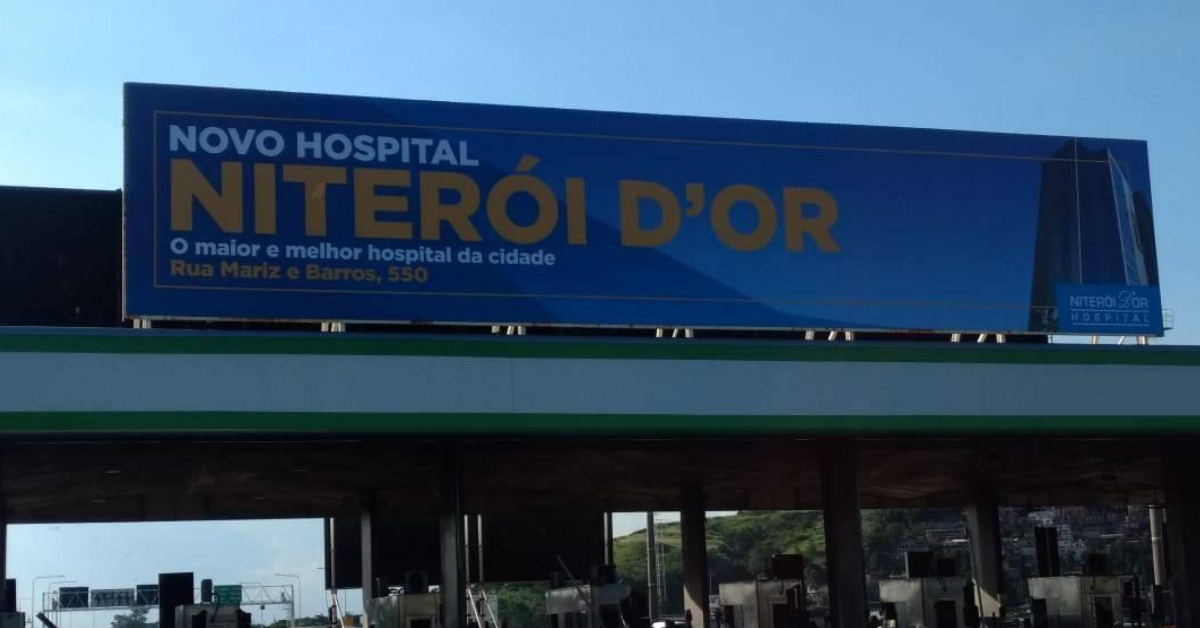 NOVO HOSPITAL
NITERÓI D'OR
O maior e melhor hospital da cidade
Rua Mariz e Barros, 550
NITERÓI D'OR
HOSPITAL